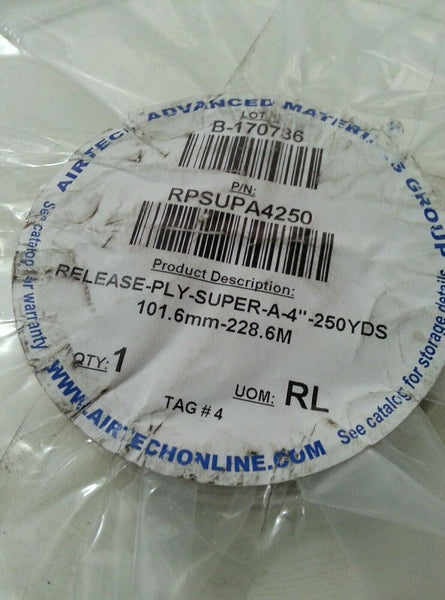 AIRTECH ADVANCED MATERIALS GROUP
LOT #:
B-170786
P/N:
RPSUPA4250
Product Description:
RELEASE-PLY-SUPER-A-4"-250YDS
101.6mm-228.6M
QTY: 1
UOM: RL
TAG # 4
See catalog for warranty
WWW.AIRTECHONLINE.COM
See catalog for storage details